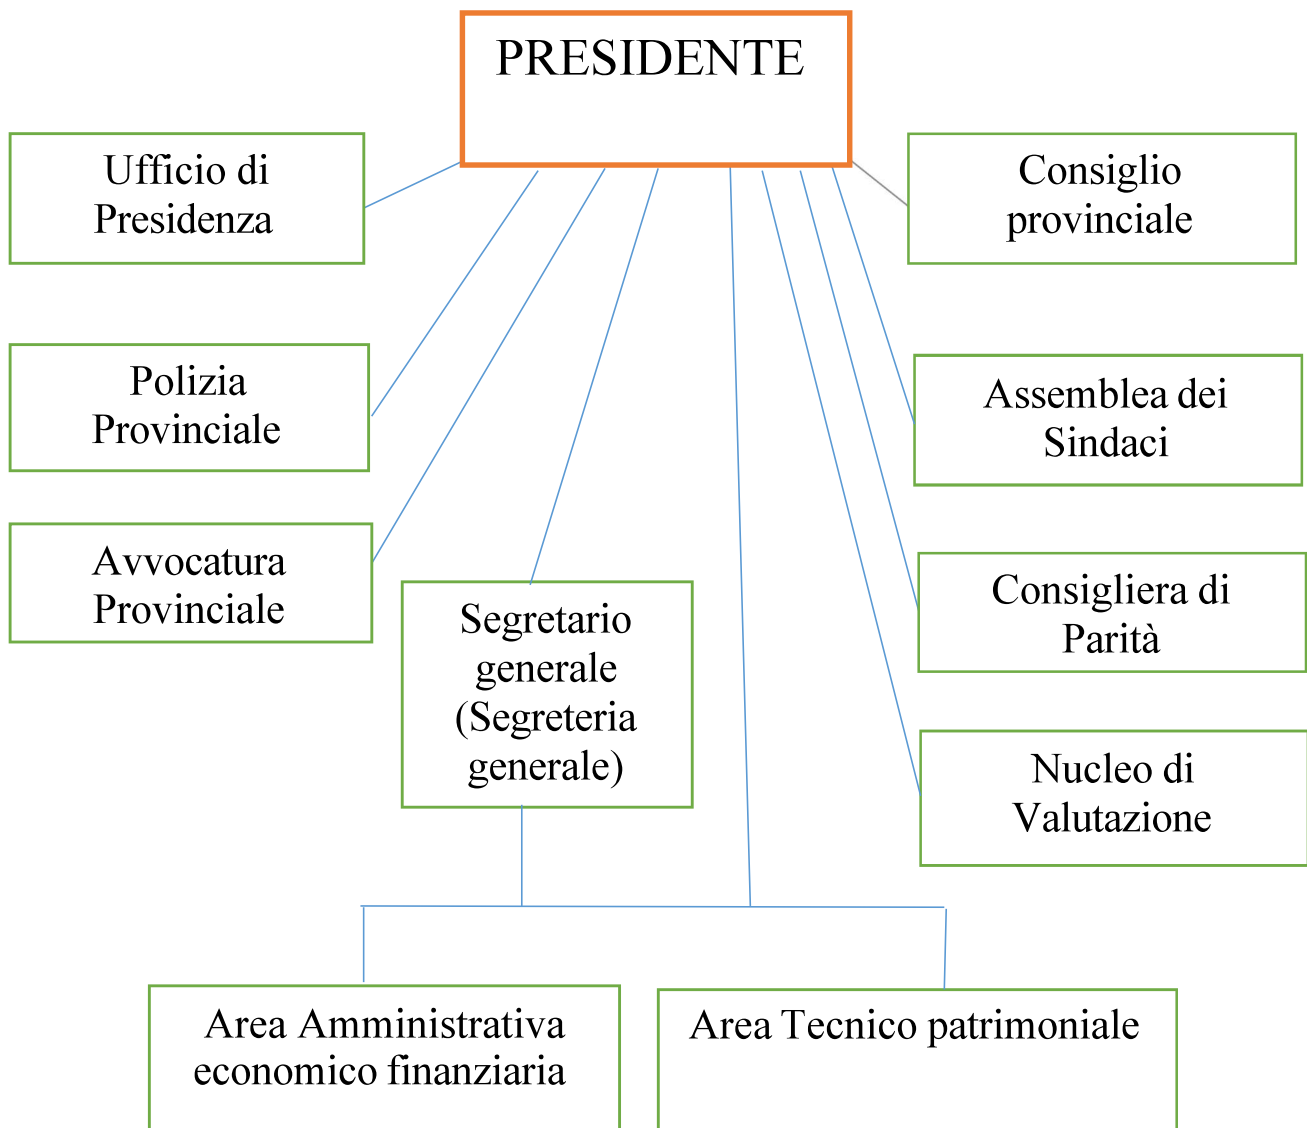 PRESIDENTE
Ufficio di
Presidenza
Consiglio
provinciale
Polizia
Provinciale
Assemblea dei
Sindaci
Avvocatura
Provinciale
Consigliera di
Parità
Segretario
generale
(Segreteria
generale)
Nucleo di
Valutazione
Area Amministrativa
economico finanziaria
Area Tecnico patrimoniale